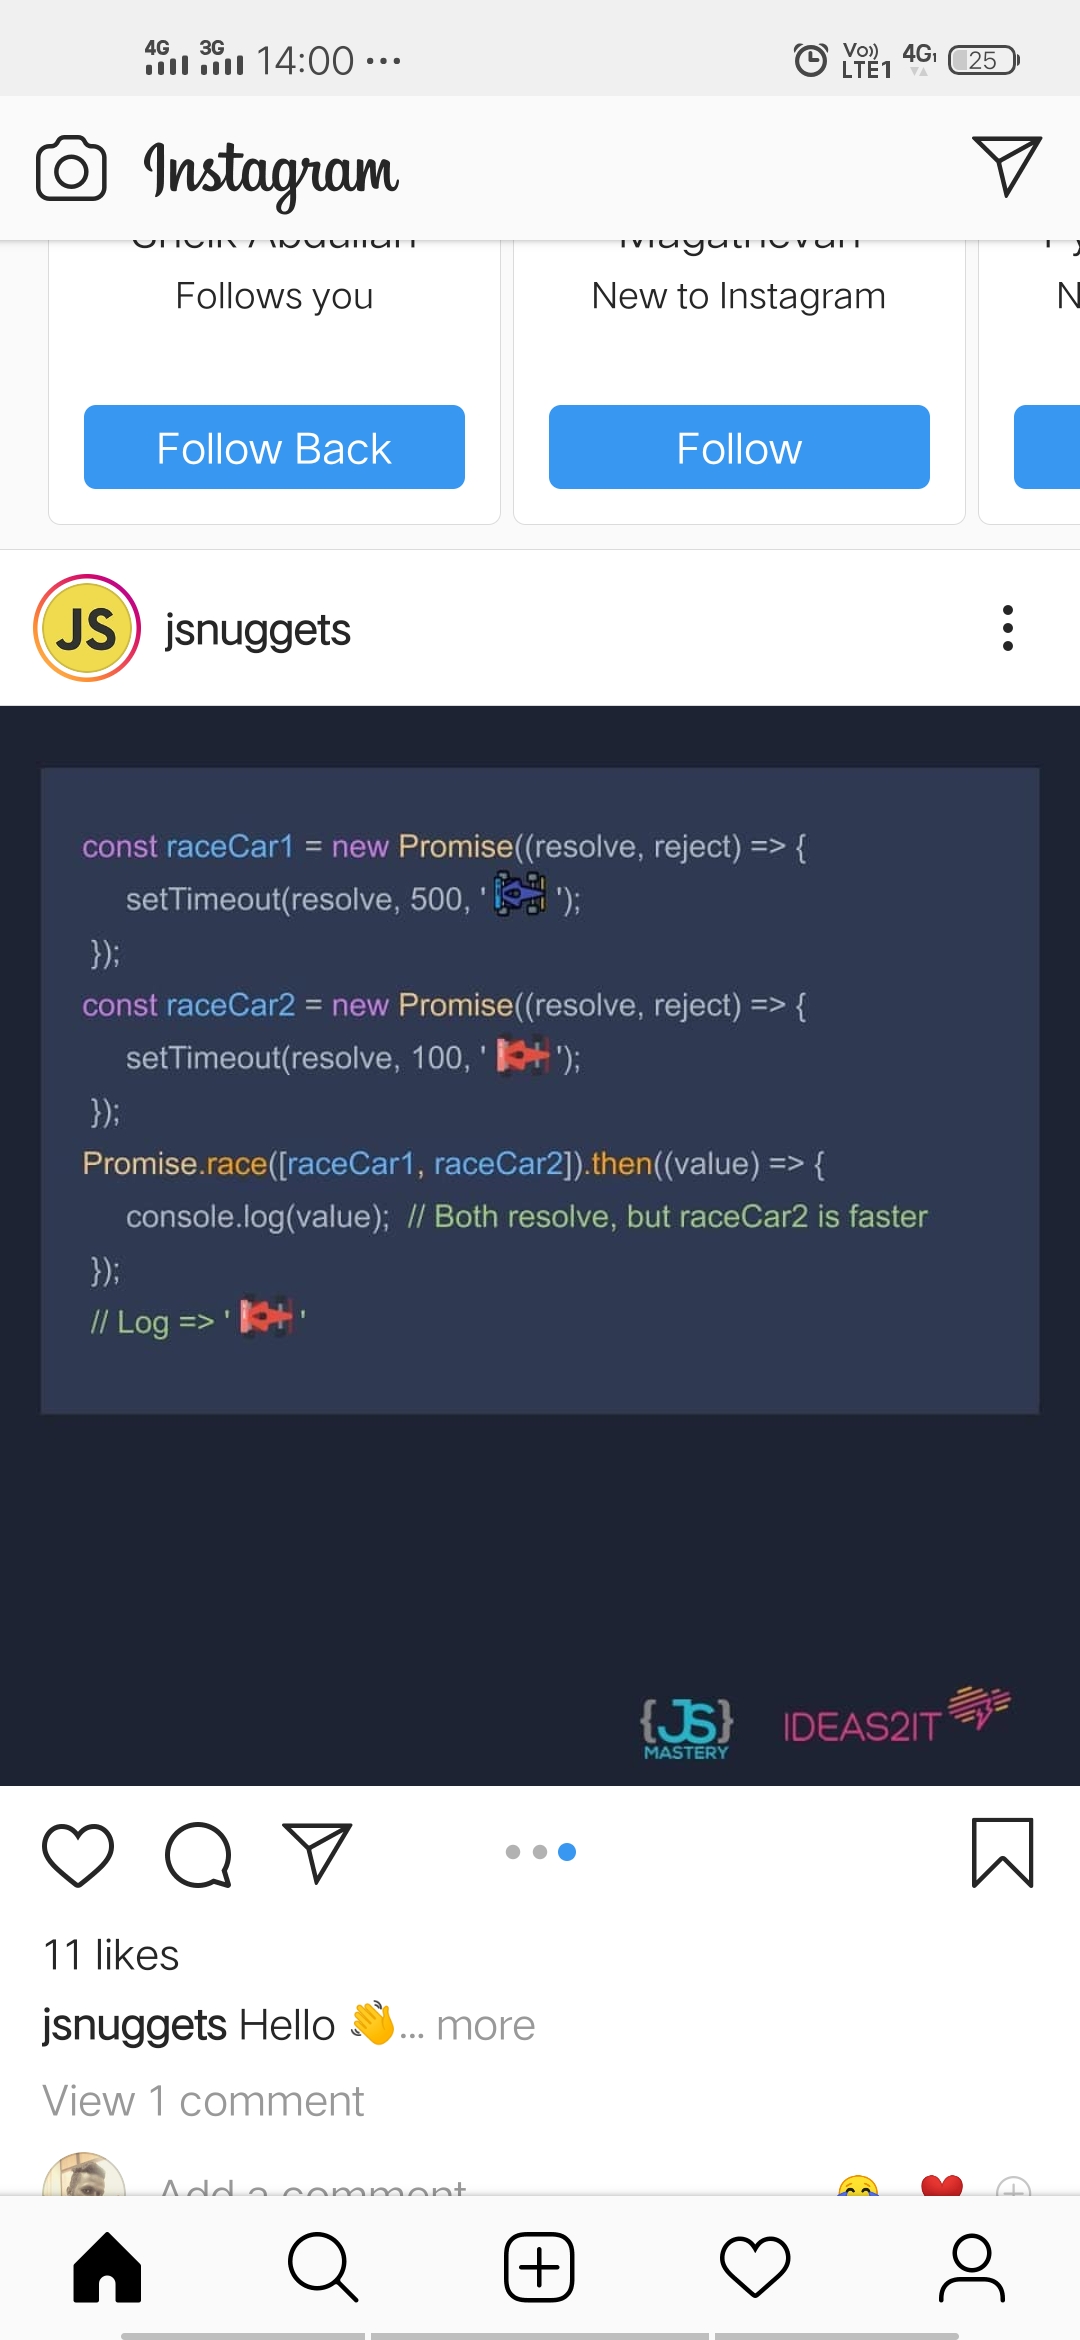 4G 3G 14:00 ... Vo)) LTE1 4G1 25
Instagram
Follows you New to Instagram
Follow Back Follow
JS jsnuggets
const raceCar1 = new Promise((resolve, reject) => {
setTimeout(resolve, 500, ' ');
});
const raceCar2 = new Promise((resolve, reject) => {
setTimeout(resolve, 100, ' ');
});
Promise.race([raceCar1, raceCar2]).then((value) => {
console.log(value); // Both resolve, but raceCar2 is faster
});
// Log => ' '
{JS} MASTERY IDEAS2IT
11 likes
jsnuggets Hello 👋... more
View 1 comment
Add a comment